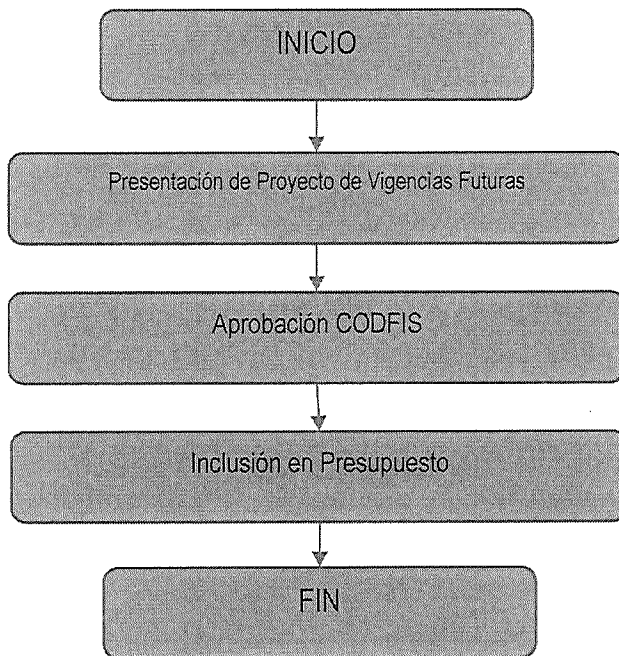 INICIO
Presentación de Proyecto de Vigencias Futuras
Aprobación CODFIS
Inclusión en Presupuesto
FIN